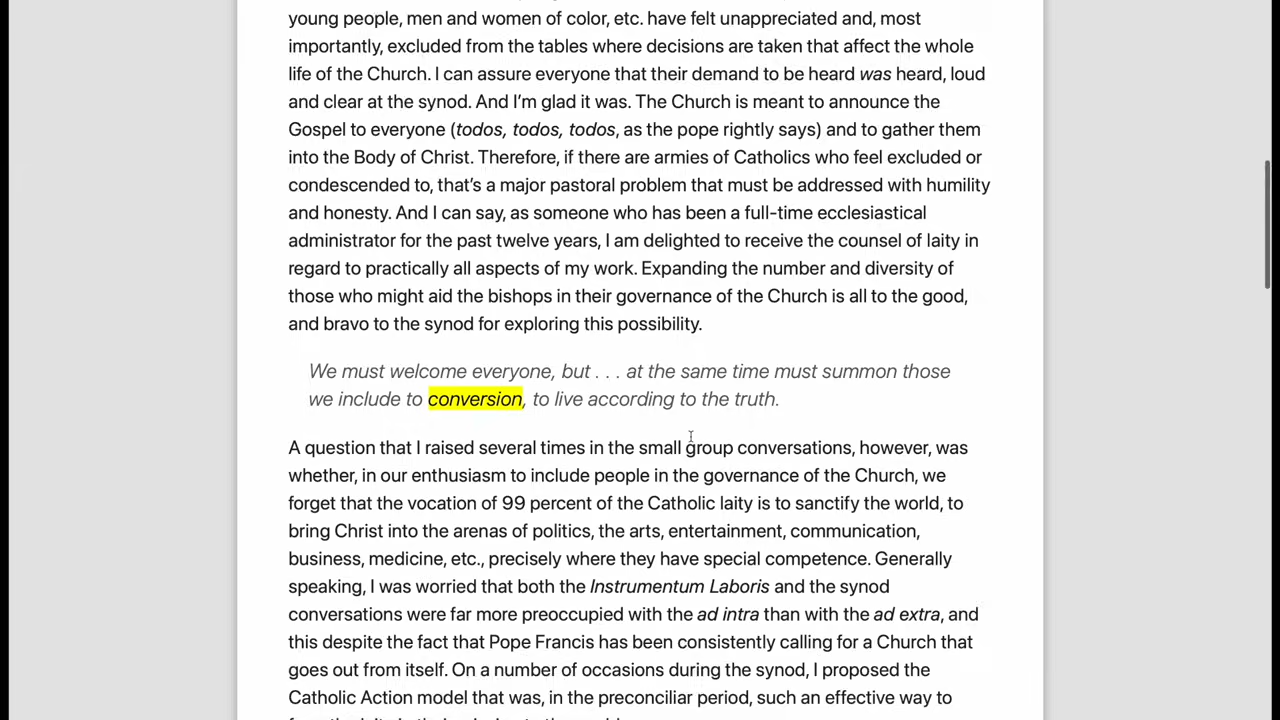 young people, men and women of color, etc. have felt unappreciated and, most
importantly, excluded from the tables where decisions are taken that affect the whole
life of the Church. I can assure everyone that their demand to be heard was heard, loud
and clear at the synod. And I’m glad it was. The Church is meant to announce the
Gospel to everyone (todos, todos, todos, as the pope rightly says) and to gather them
into the Body of Christ. Therefore, if there are armies of Catholics who feel excluded or
condescended to, that’s a major pastoral problem that must be addressed with humility
and honesty. And I can say, as someone who has been a full-time ecclesiastical
administrator for the past twelve years, I am delighted to receive the counsel of laity in
regard to practically all aspects of my work. Expanding the number and diversity of
those who might aid the bishops in their governance of the Church is all to the good,
and bravo to the synod for exploring this possibility.
We must welcome everyone, but . . . at the same time must summon those
we include to conversion, to live according to the truth.
A question that I raised several times in the small group conversations, however, was
whether, in our enthusiasm to include people in the governance of the Church, we
forget that the vocation of 99 percent of the Catholic laity is to sanctify the world, to
bring Christ into the arenas of politics, the arts, entertainment, communication,
business, medicine, etc., precisely where they have special competence. Generally
speaking, I was worried that both the Instrumentum Laboris and the synod
conversations were far more preoccupied with the ad intra than with the ad extra, and
this despite the fact that Pope Francis has been consistently calling for a Church that
goes out from itself. On a number of occasions during the synod, I proposed the
Catholic Action model that was, in the preconciliar period, such an effective way to